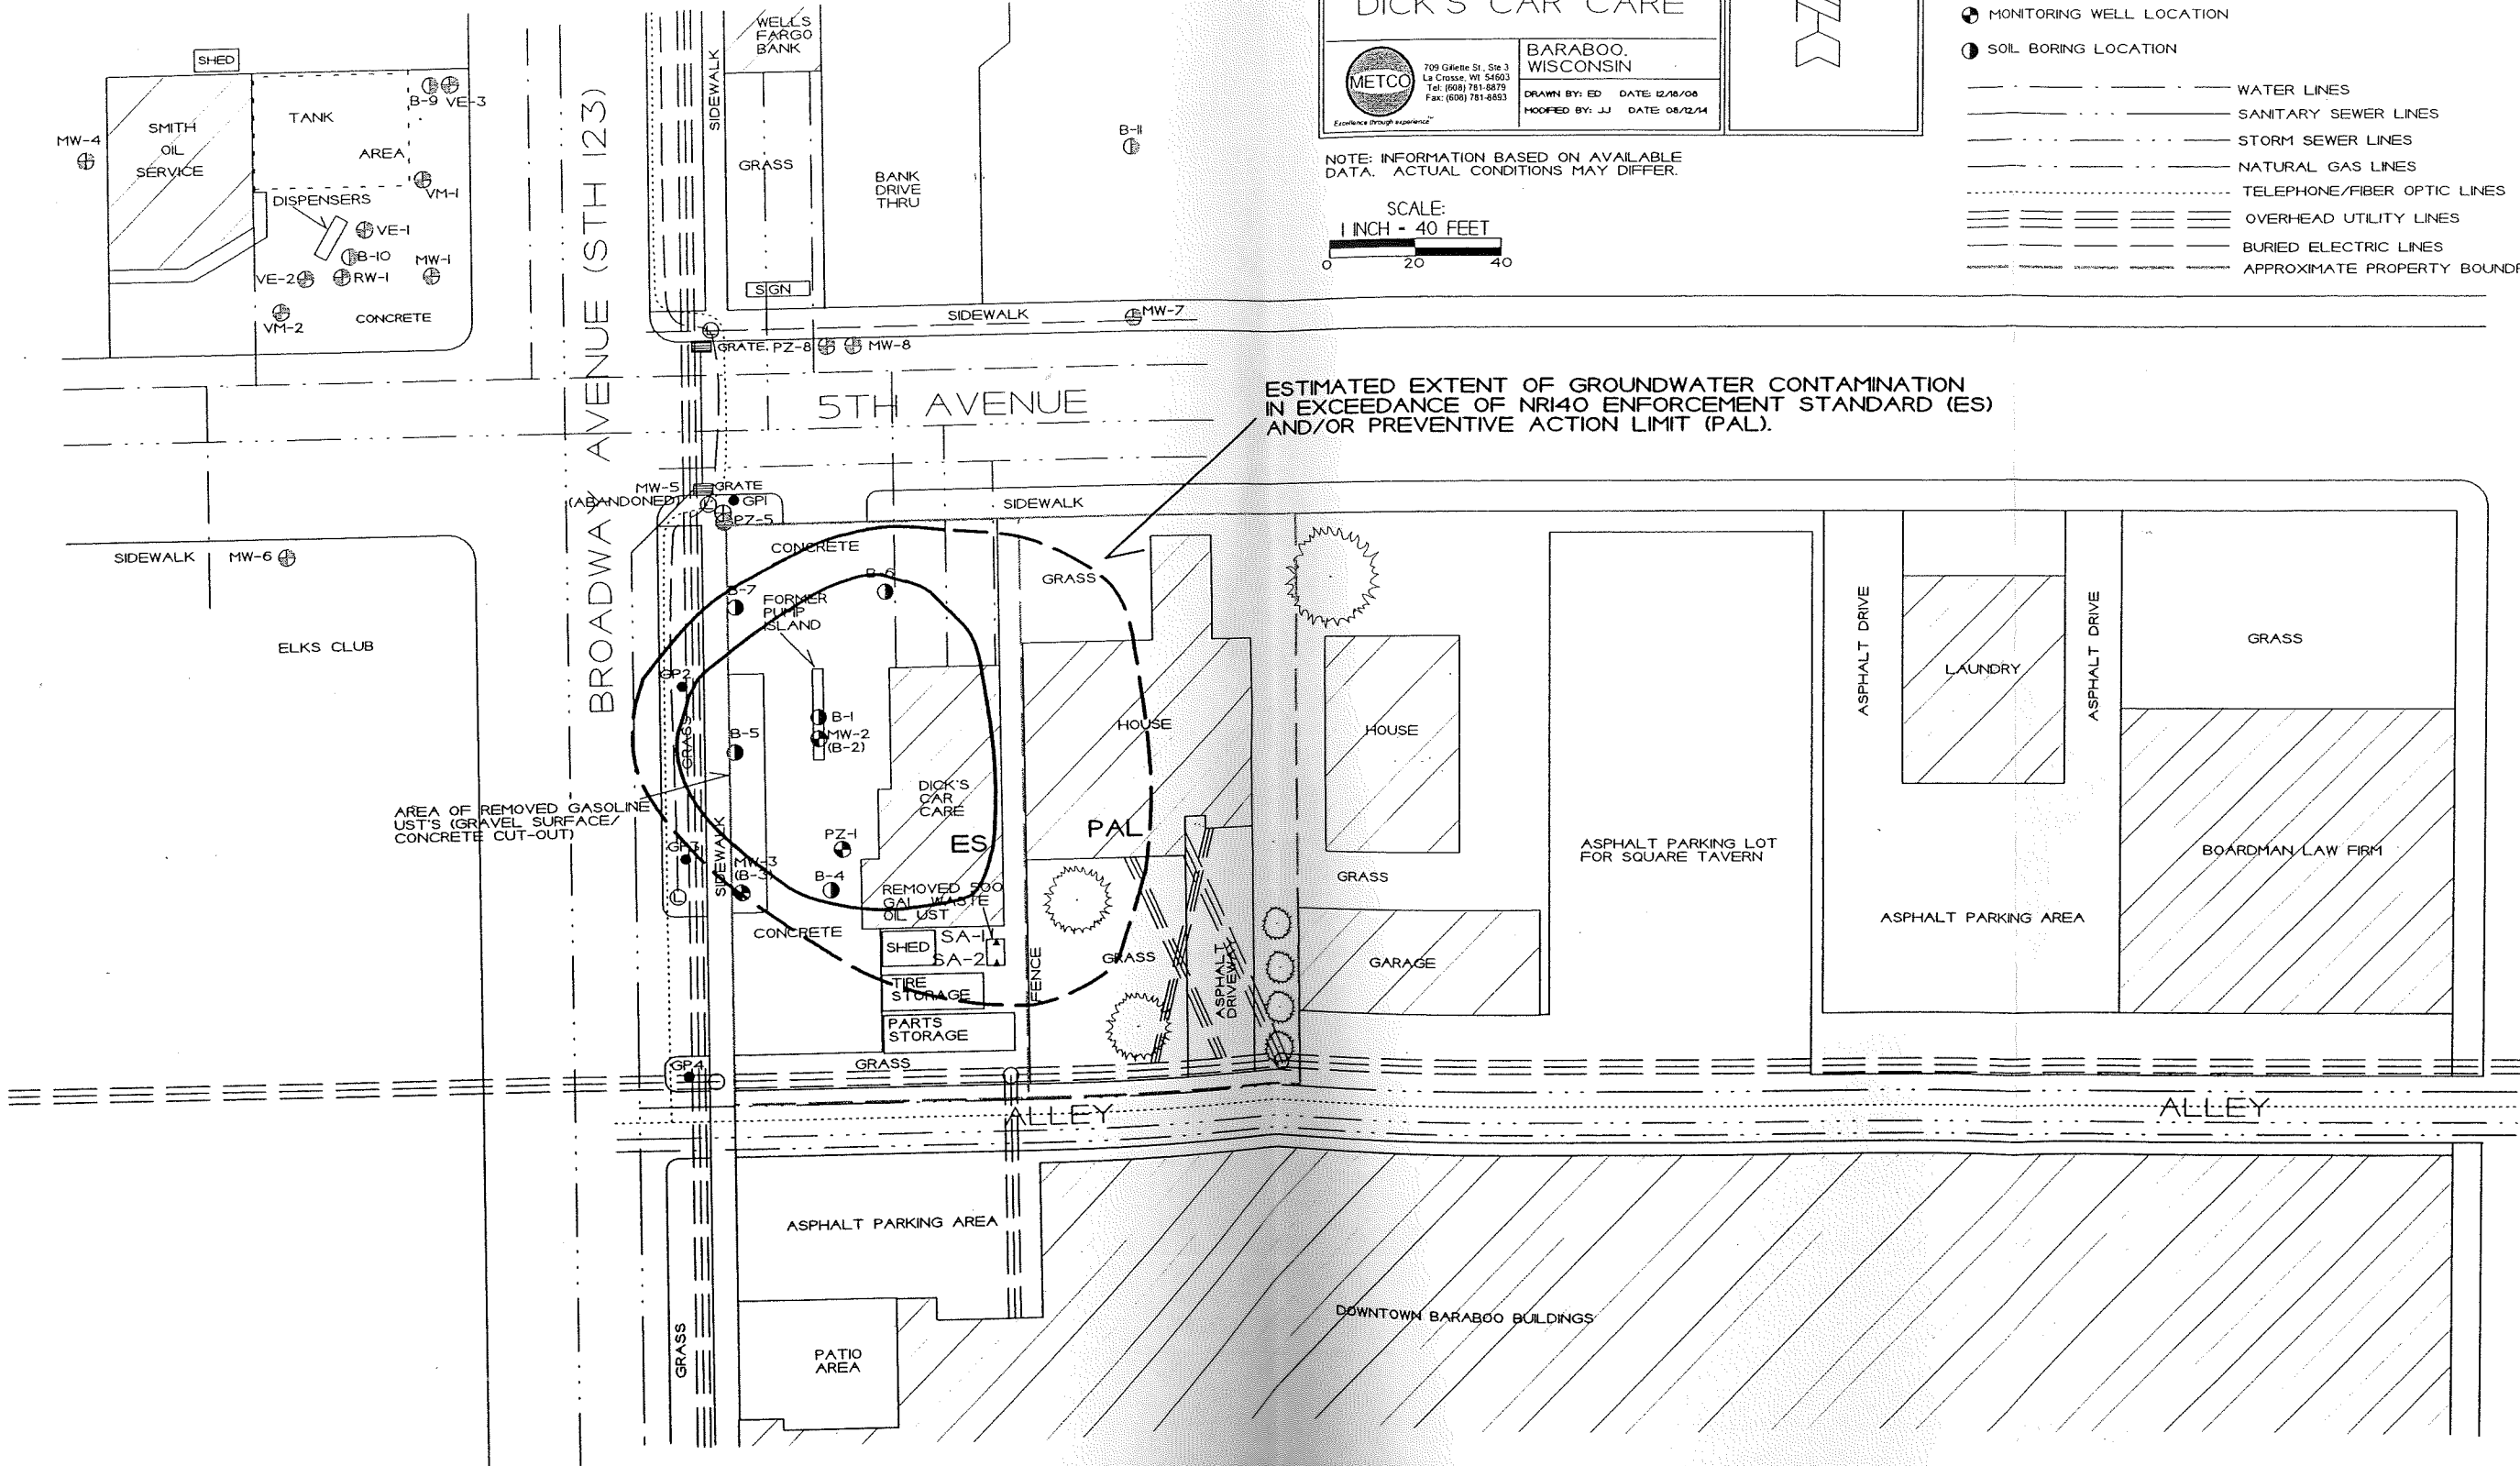 DICK'S CAR CARE
METCO
Excellence through experience
709 Gillette St., Ste 3
La Crosse, WI 54603
Tel: (608) 781-8879
Fax: (608) 781-8893
BARABOO,
WISCONSIN
DRAWN BY: ED DATE: 12/18/08
MODIFIED BY: JJ DATE: 08/12/14
NOTE: INFORMATION BASED ON AVAILABLE
DATA. ACTUAL CONDITIONS MAY DIFFER.
SCALE:
1 INCH - 40 FEET
0 20 40
MONITORING WELL LOCATION
SOIL BORING LOCATION
WATER LINES
SANITARY SEWER LINES
STORM SEWER LINES
NATURAL GAS LINES
TELEPHONE/FIBER OPTIC LINES
OVERHEAD UTILITY LINES
BURIED ELECTRIC LINES
APPROXIMATE PROPERTY BOUND
SHED
SMITH
OIL
SERVICE
TANK
AREA
B-9 VE-3
MW-4
VM-1
DISPENSERS
VE-1
B-10
MW-1
VE-2
RW-1
VM-2
CONCRETE
BROADWAY AVENUE (STH 123)
SIDEWALK
WELLS
FARGO
BANK
GRASS
BANK
DRIVE
THRU
SIGN
B-11
SIDEWALK
MW-7
GRATE
PZ-8
MW-8
5TH AVENUE
ESTIMATED EXTENT OF GROUNDWATER CONTAMINATION
IN EXCEEDANCE OF NR140 ENFORCEMENT STANDARD (ES)
AND/OR PREVENTIVE ACTION LIMIT (PAL).
MW-5
(ABANDONED)
GRATE
GP1
PZ-5
SIDEWALK
SIDEWALK
MW-6
ELKS CLUB
CONCRETE
B-7
B-6
FORMER
PUMP
ISLAND
GRASS
GP2
GRASS
B-5
B-1
MW-2
(B-2)
DICK'S
CAR
CARE
HOUSE
HOUSE
AREA OF REMOVED GASOLINE
UST'S (GRAVEL SURFACE/
CONCRETE CUT-OUT)
PZ-1
ES
PAL
GP3
SIDEWALK
MW-3
(B-3)
B-4
REMOVED 500
GAL. WASTE
OIL UST
L
CONCRETE
SHED
SA-1
SA-2
FENCE
GRASS
TIRE
STORAGE
PARTS
STORAGE
ASPHALT
DRIVEWAY
GRASS
GARAGE
ASPHALT PARKING LOT
FOR SQUARE TAVERN
ASPHALT DRIVE
LAUNDRY
ASPHALT DRIVE
GRASS
BOARDMAN LAW FIRM
ASPHALT PARKING AREA
GP4
GRASS
ALLEY
ALLEY
ASPHALT PARKING AREA
GRASS
PATIO
AREA
DOWNTOWN BARABOO BUILDINGS